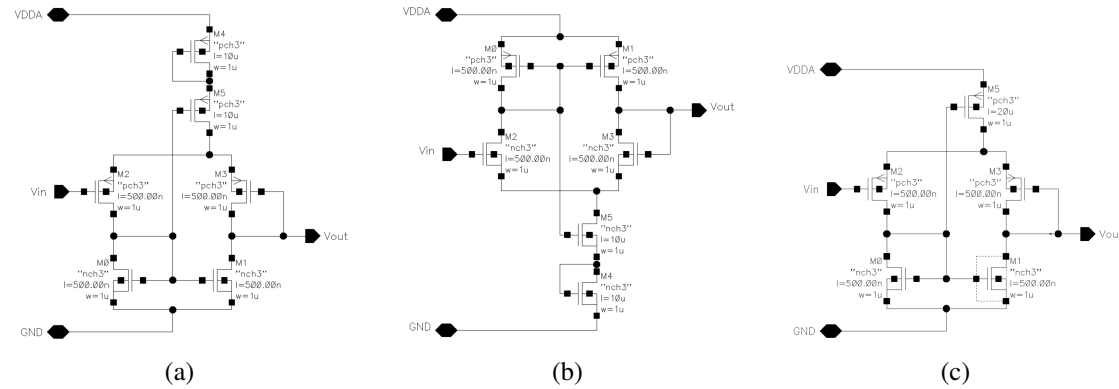 VDDA
M4
"pch3"
l=10u
w=1u
M5
"pch3"
l=10u
w=1u
M2
"pch3"
l=500.00n
w=1u
M3
"pch3"
l=500.00n
w=1u
Vin
Vout
M0
"nch3"
l=500.00n
w=1u
M1
"nch3"
l=500.00n
w=1u
GND
(a)
VDDA
M0
"pch3"
l=500.00n
w=1u
M1
"pch3"
l=500.00n
w=1u
Vout
M2
"nch3"
l=500.00n
w=1u
M3
"nch3"
l=500.00n
w=1u
Vin
M5
"nch3"
l=10u
w=1u
M4
"nch3"
l=10u
w=1u
GND
(b)
VDDA
M5
"pch3"
l=20u
w=1u
M2
"pch3"
l=500.00n
w=1u
M3
"pch3"
l=500.00n
w=1u
Vin
Vou
M0
"nch3"
l=500.00n
w=1u
M1
"nch3"
l=500.00n
w=1u
GND
(c)